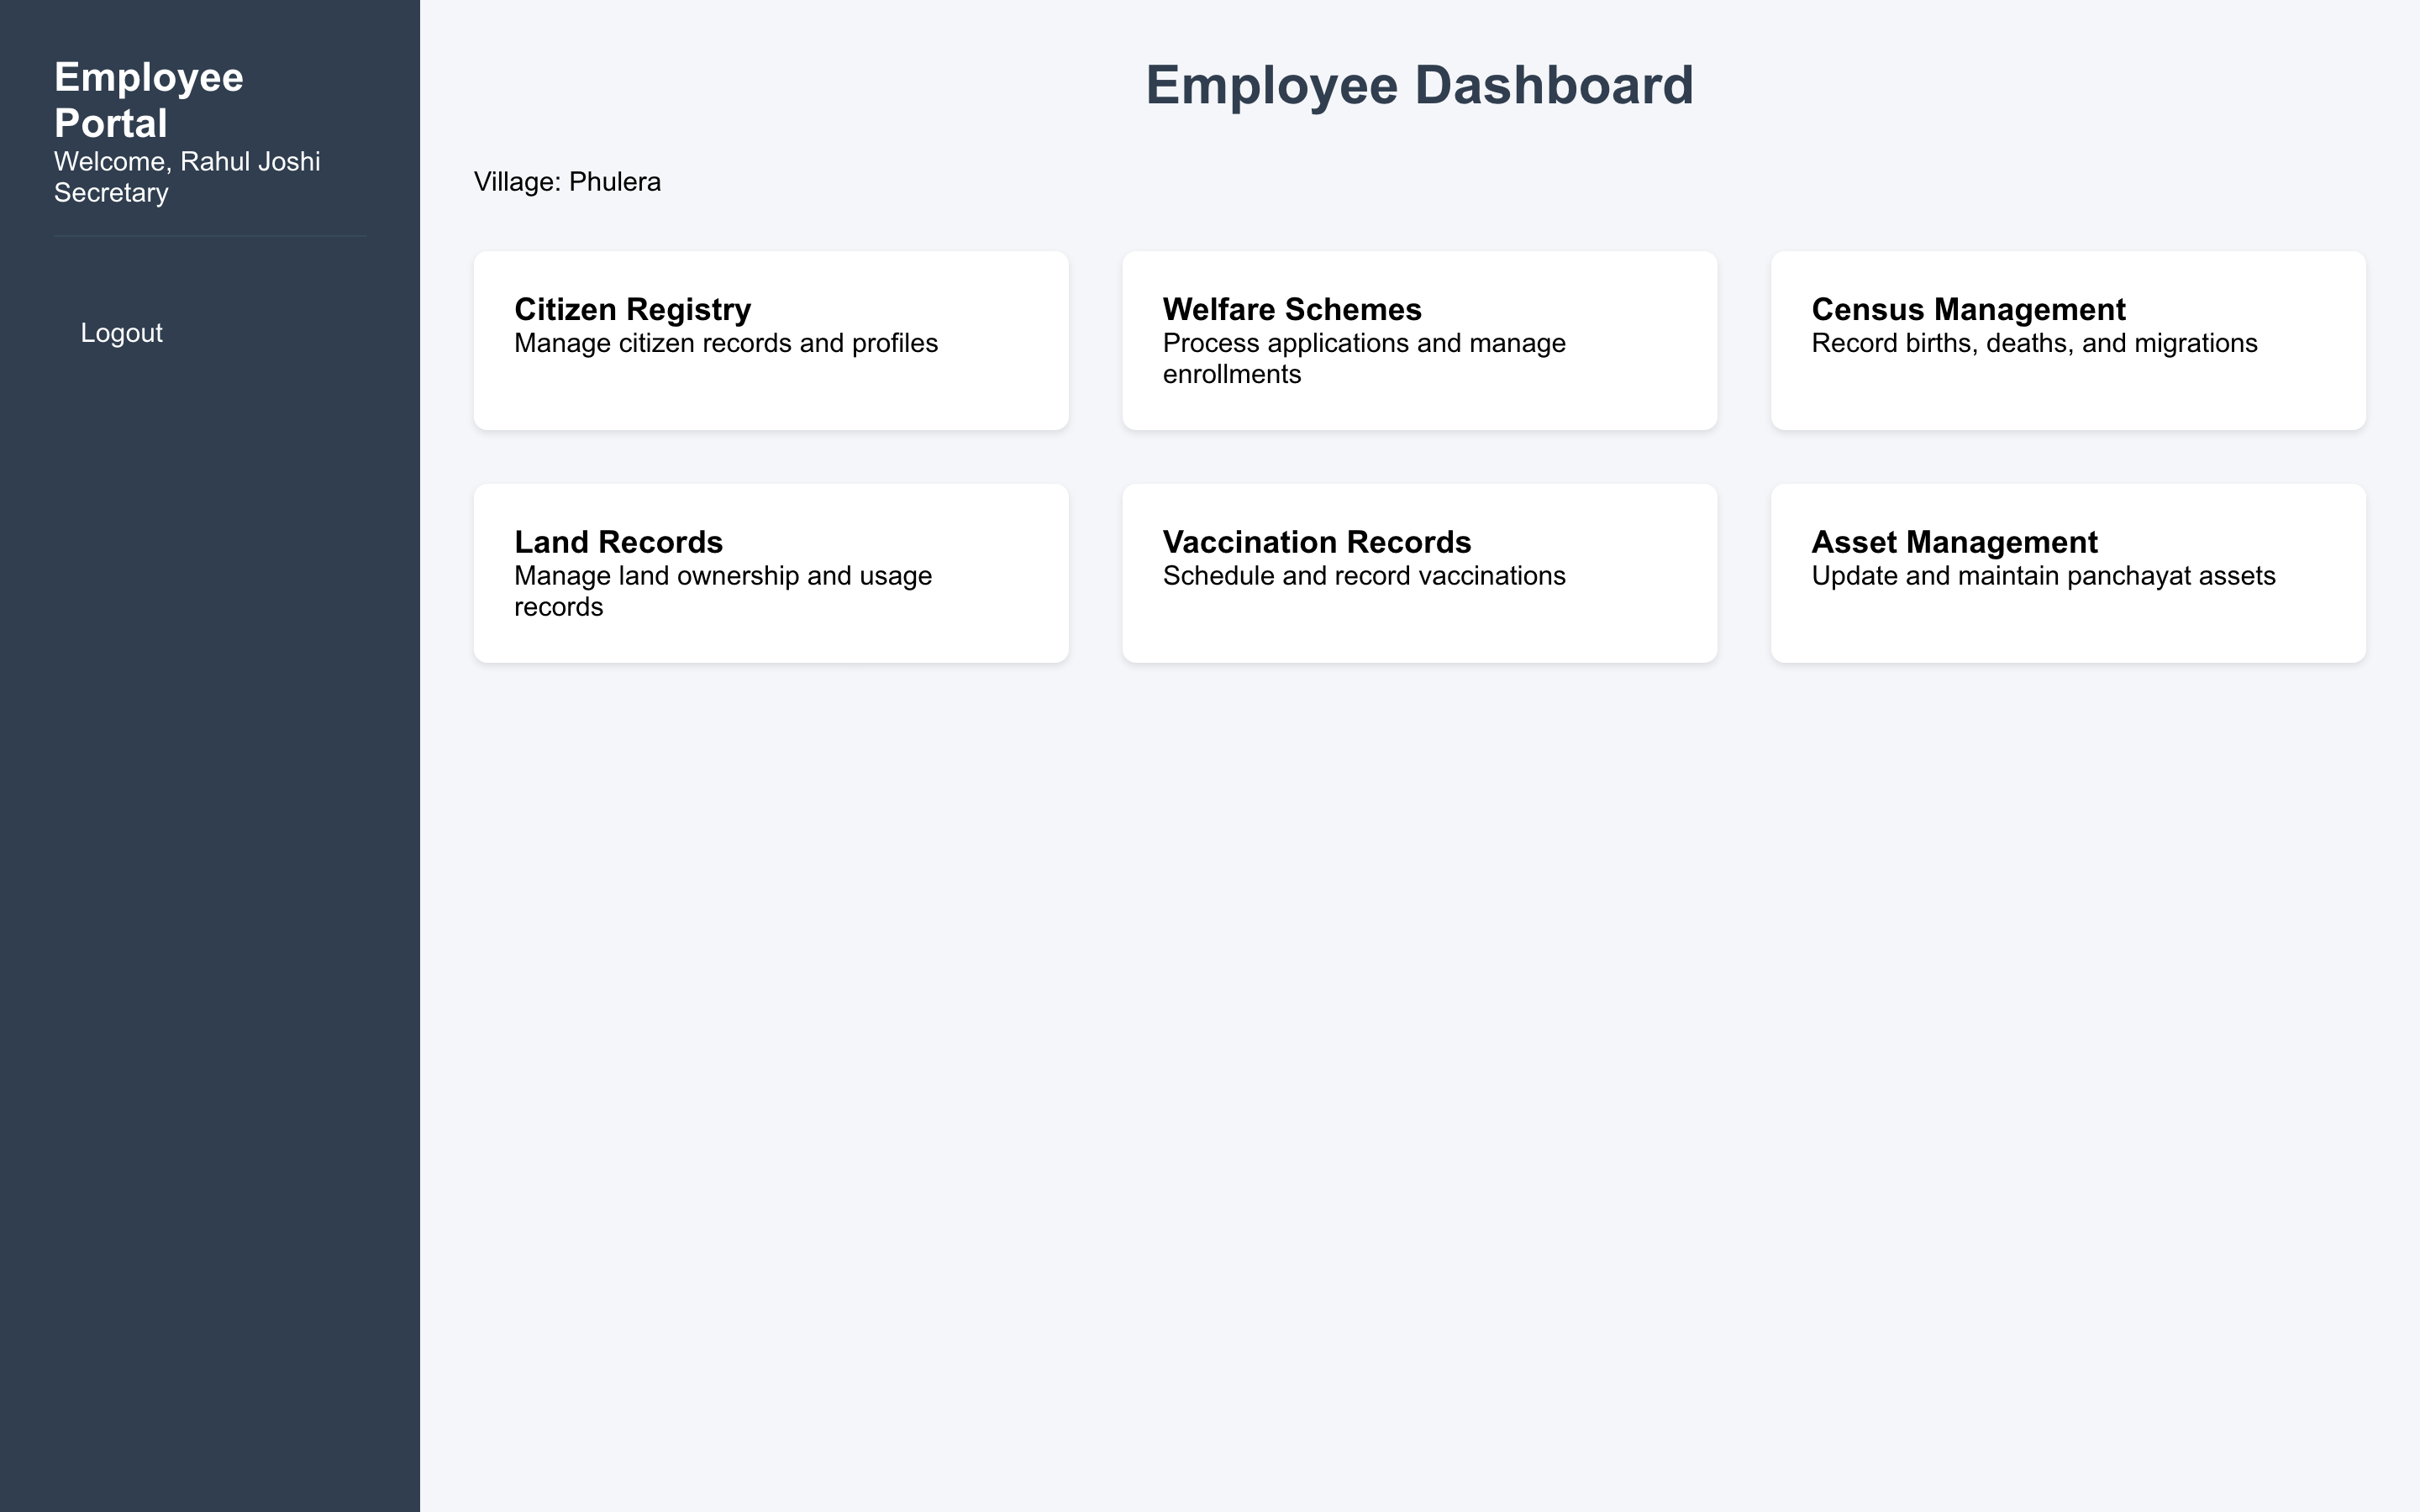 Employee
Portal
Welcome, Rahul Joshi
Secretary
Logout
Employee Dashboard
Village: Phulera
Citizen Registry
Manage citizen records and profiles
Welfare Schemes
Process applications and manage
enrollments
Census Management
Record births, deaths, and migrations
Land Records
Manage land ownership and usage
records
Vaccination Records
Schedule and record vaccinations
Asset Management
Update and maintain panchayat assets